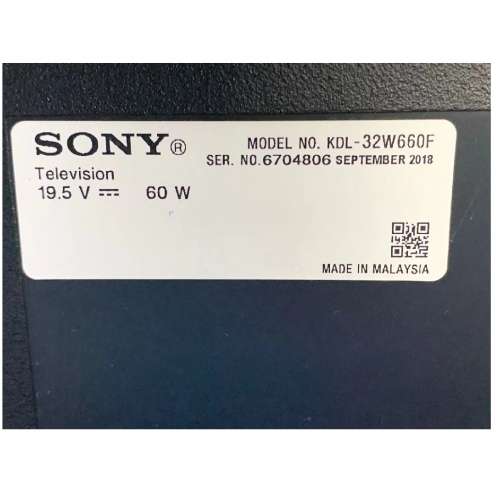 SONY®
MODEL NO. KDL-32W660F
SER. NO.6704806 SEPTEMBER 2018
Television
19.5 V ⎓ 60 W
MADE IN MALAYSIA